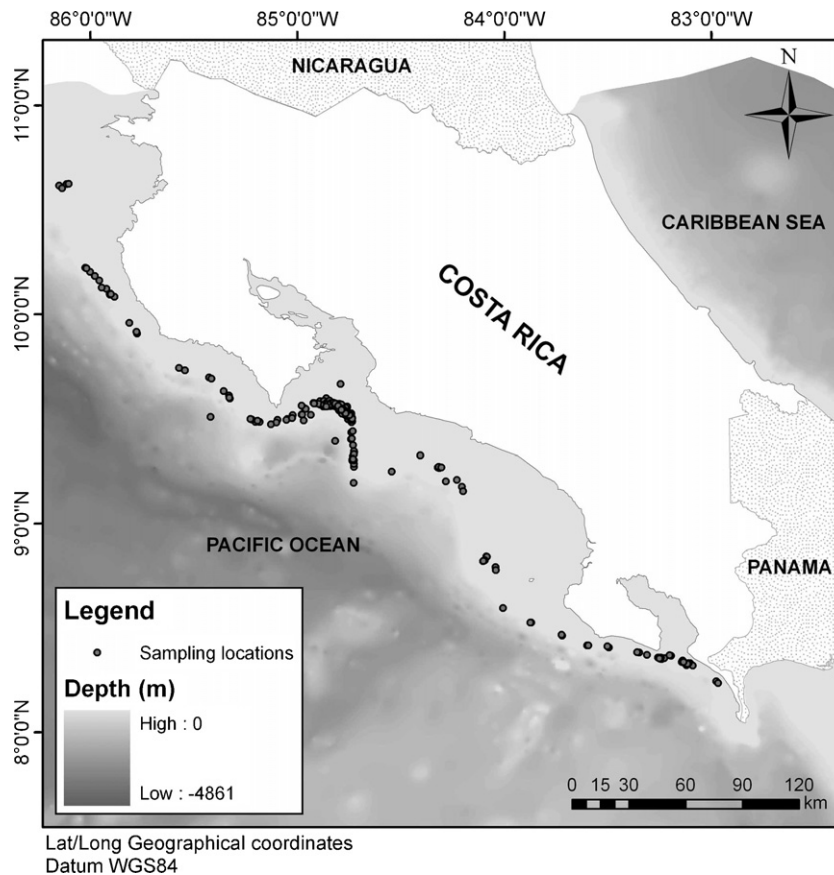 86°0'0"W 85°0'0"W 84°0'0"W 83°0'0"W
N
NICARAGUA
11°0'0"N
CARIBBEAN SEA
COSTA RICA
10°0'0"N
9°0'0"N
PACIFIC OCEAN
PANAMA
8°0'0"N
Legend
Sampling locations
Depth (m)
High : 0
Low : -4861
0 15 30 60 90 120
km
Lat/Long Geographical coordinates
Datum WGS84